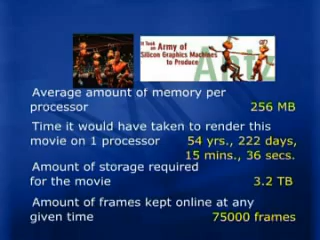 It Took an Army of
Silicon Graphics Machines
to Produce
Antz
Average amount of memory per
processor 256 MB
Time it would have taken to render this
movie on 1 processor 54 yrs., 222 days,
15 mins., 36 secs.
Amount of storage required
for the movie 3.2 TB
Amount of frames kept online at any
given time 75000 frames